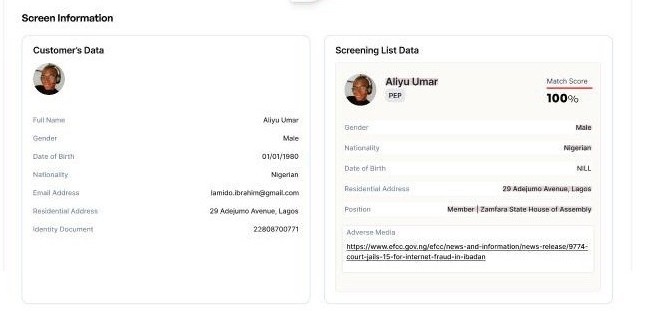 Screen Information
Customer's Data
Full Name Aliyu Umar
Gender Male
Date of Birth 01/01/1980
Nationality Nigerian
Email Address lamido.ibrahim@gmail.com
Residential Address 29 Adejumo Avenue, Lagos
Identity Document 22808700771
Screening List Data
Aliyu Umar
PEP
Match Score
100%
Gender Male
Nationality Nigerian
Date of Birth NILL
Residential Address 29 Adejumo Avenue, Lagos
Position Member | Zamfara State House of Assembly
Adverse Media
https://www.efcc.gov.ng/efcc/news-and-information/news-release/9774-
court-jails-15-for-internet-fraud-in-ibadan